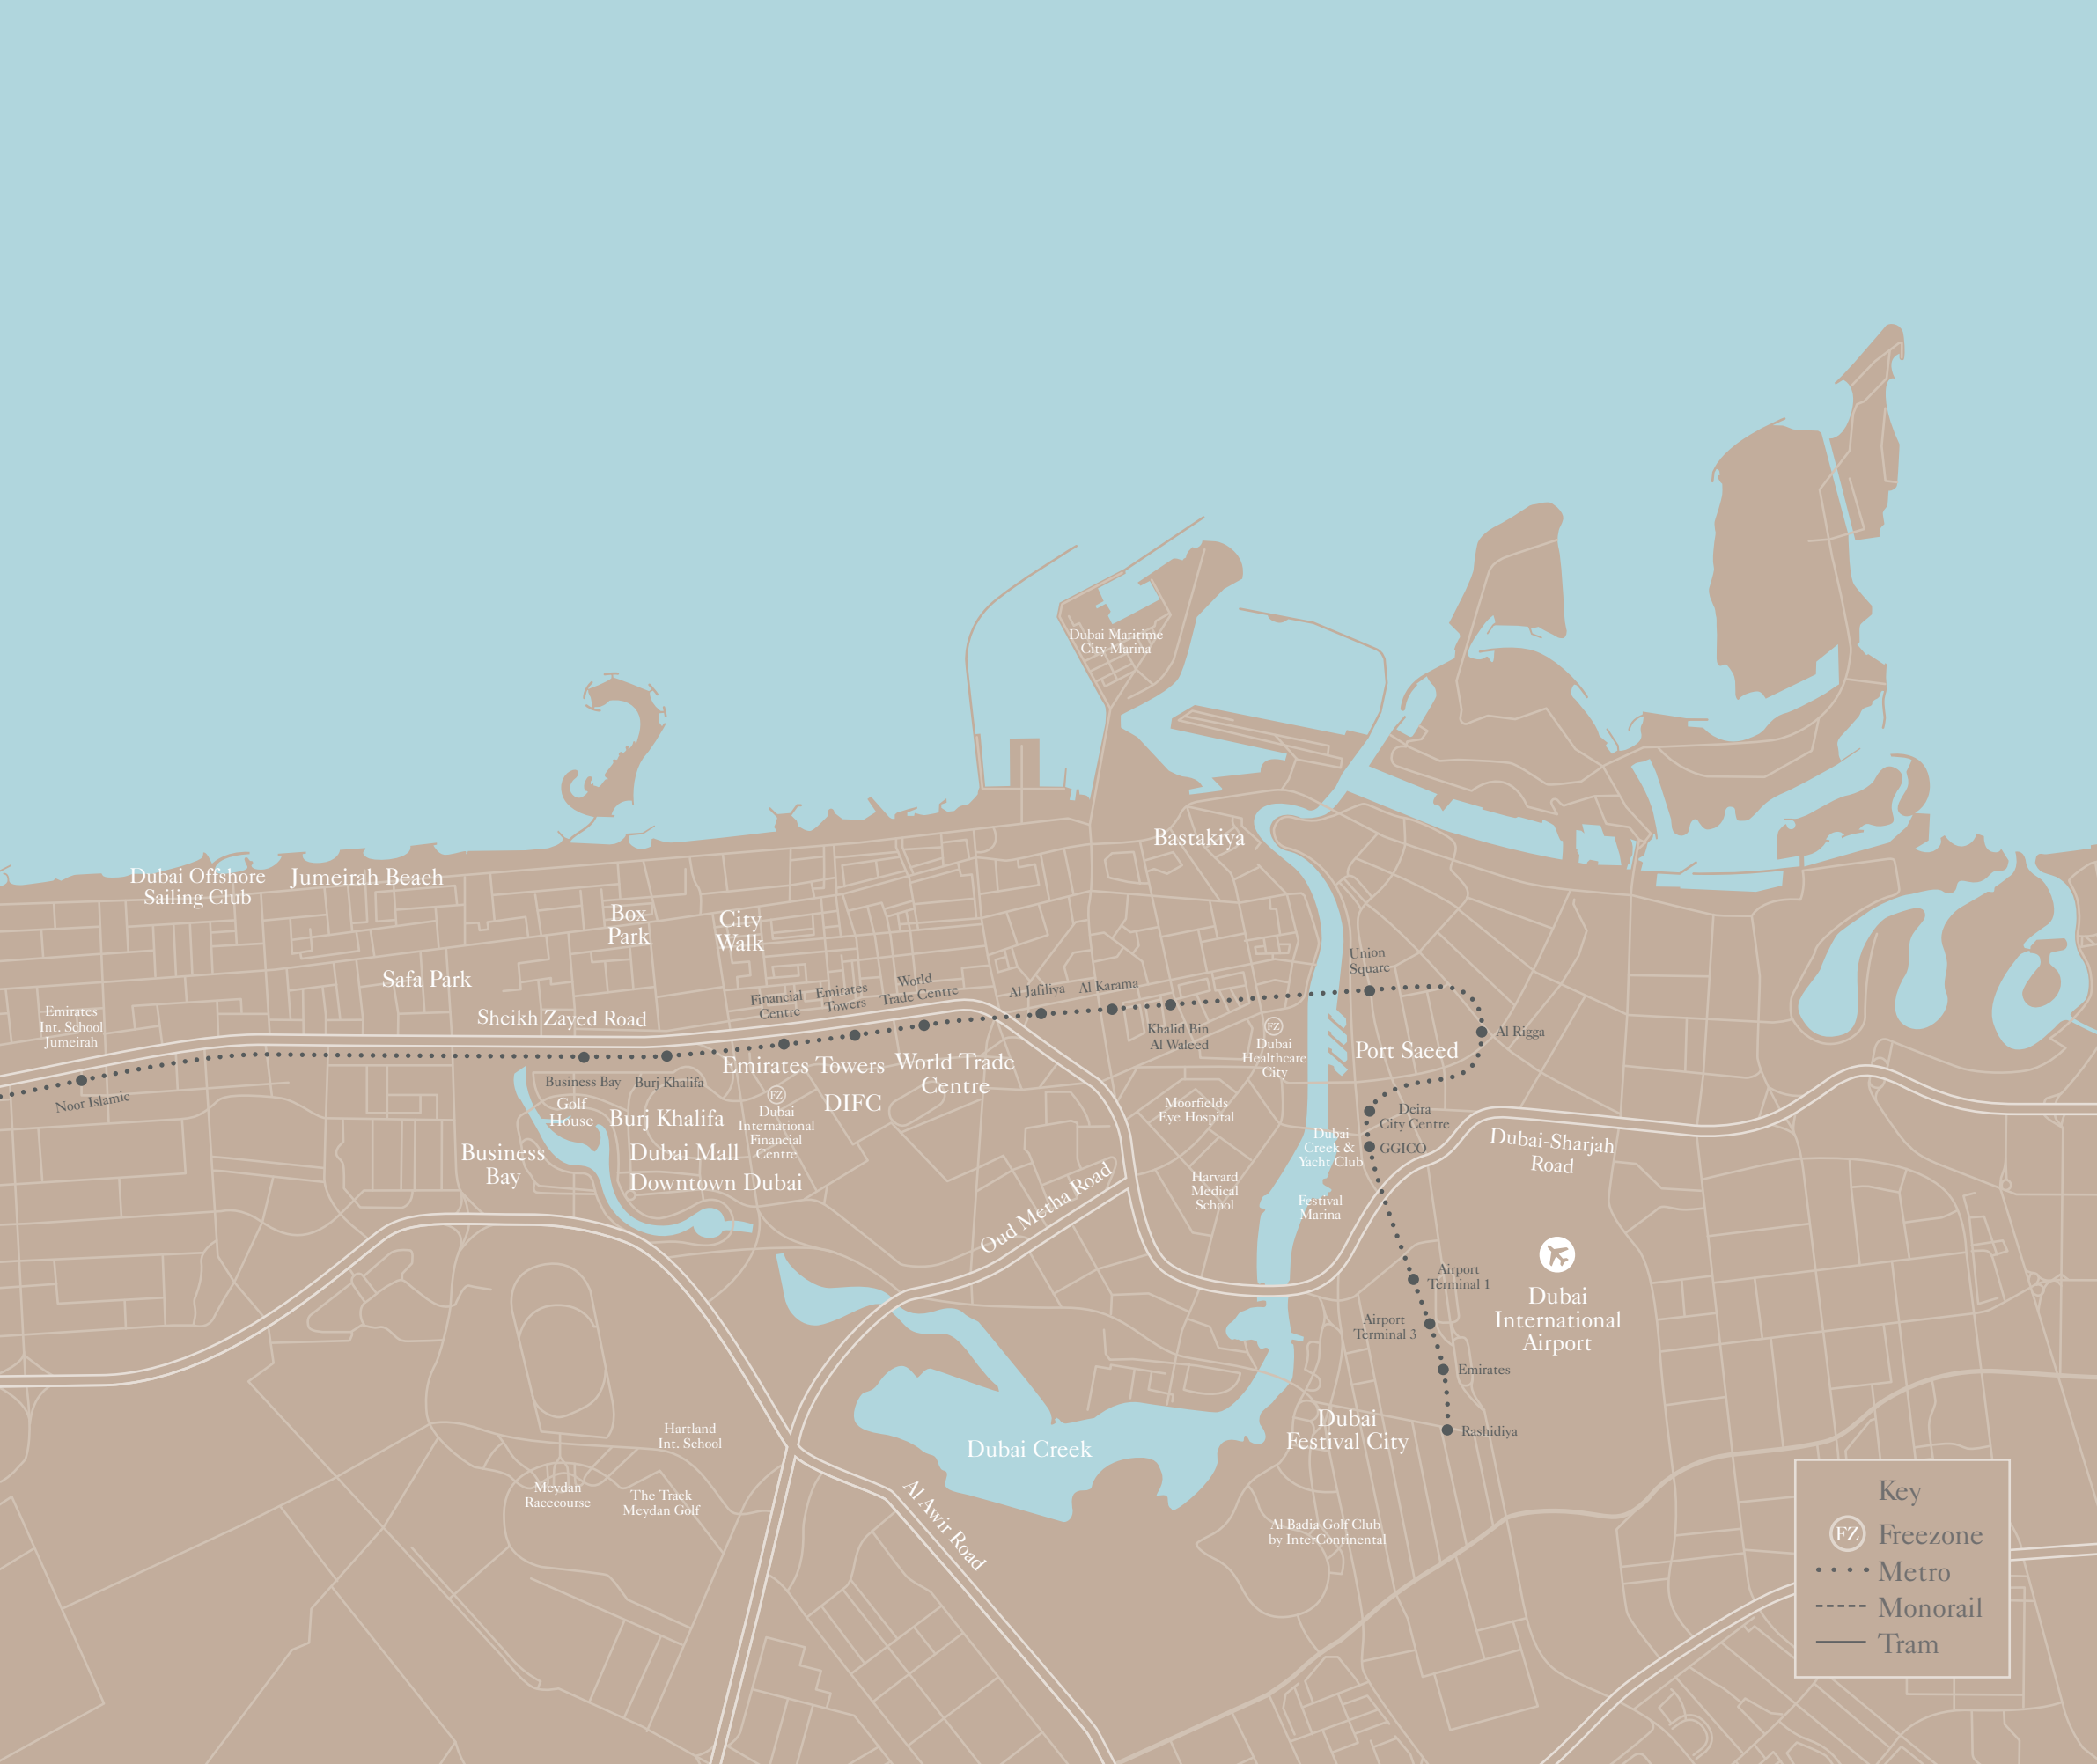 Dubai Maritime
City Marina
Bastakiya
Dubai Offshore
Sailing Club
Jumeirah Beach
Box
Park
City
Walk
Safa Park
Union
Square
Emirates
Int. School
Jumeirah
Sheikh Zayed Road
Financial
Centre
Emirates
Towers
World
Trade Centre
Al Jafiliya
Al Karama
Khalid Bin
Al Waleed
FZ
Dubai
Healthcare
City
Port Saeed
Al Rigga
Noor Islamic
Business Bay
Burj Khalifa
Emirates Towers
World Trade
Centre
Golf
House
Burj Khalifa
FZ
Dubai
International
Financial
Centre
DIFC
Moorfields
Eye Hospital
Deira
City Centre
GGICO
Dubai
Creek &
Yacht Club
Dubai-Sharjah
Road
Business
Bay
Dubai Mall
Downtown Dubai
Oud Metha Road
Harvard
Medical
School
Festival
Marina
Airport
Terminal 1
Dubai
International
Airport
Airport
Terminal 3
Emirates
Rashidiya
Dubai
Festival City
Dubai Creek
Hartland
Int. School
Meydan
Racecourse
The Track
Meydan Golf
Al Awir Road
Al Badia Golf Club
by InterContinental
Key
FZ Freezone
Metro
Monorail
Tram